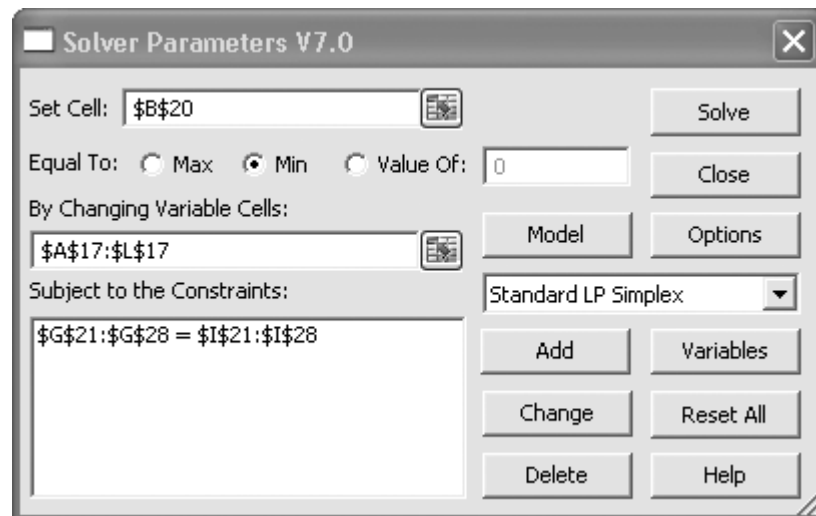 Solver Parameters V7.0
Set Cell: $B$20
Solve
Equal To: Max Min Value Of: 0
Close
By Changing Variable Cells:
$A$17:$L$17
Model Options
Subject to the Constraints:
Standard LP Simplex
$G$21:$G$28 = $I$21:$I$28
Add Variables
Change Reset All
Delete Help